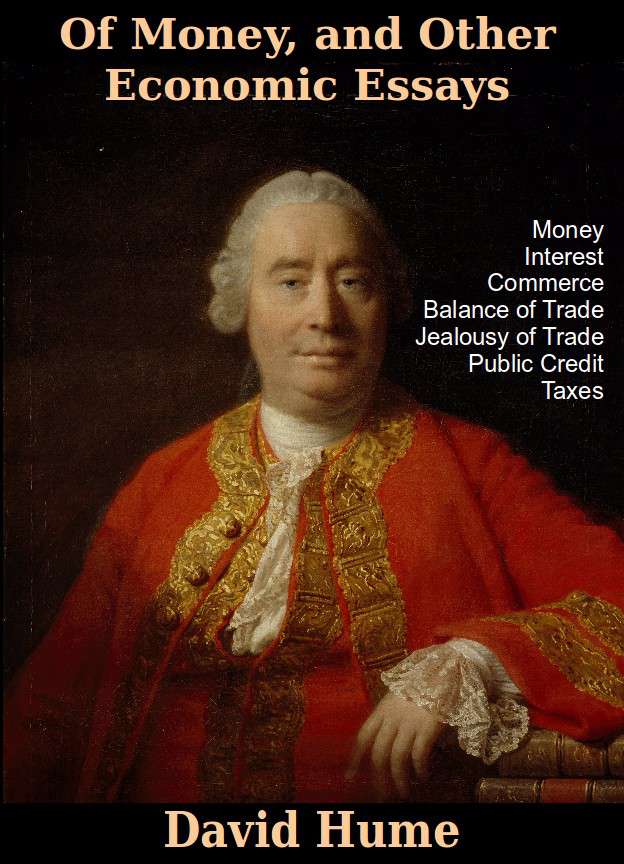 Of Money, and Other
Economic Essays
Money
Interest
Commerce
Balance of Trade
Jealousy of Trade
Public Credit
Taxes
David Hume